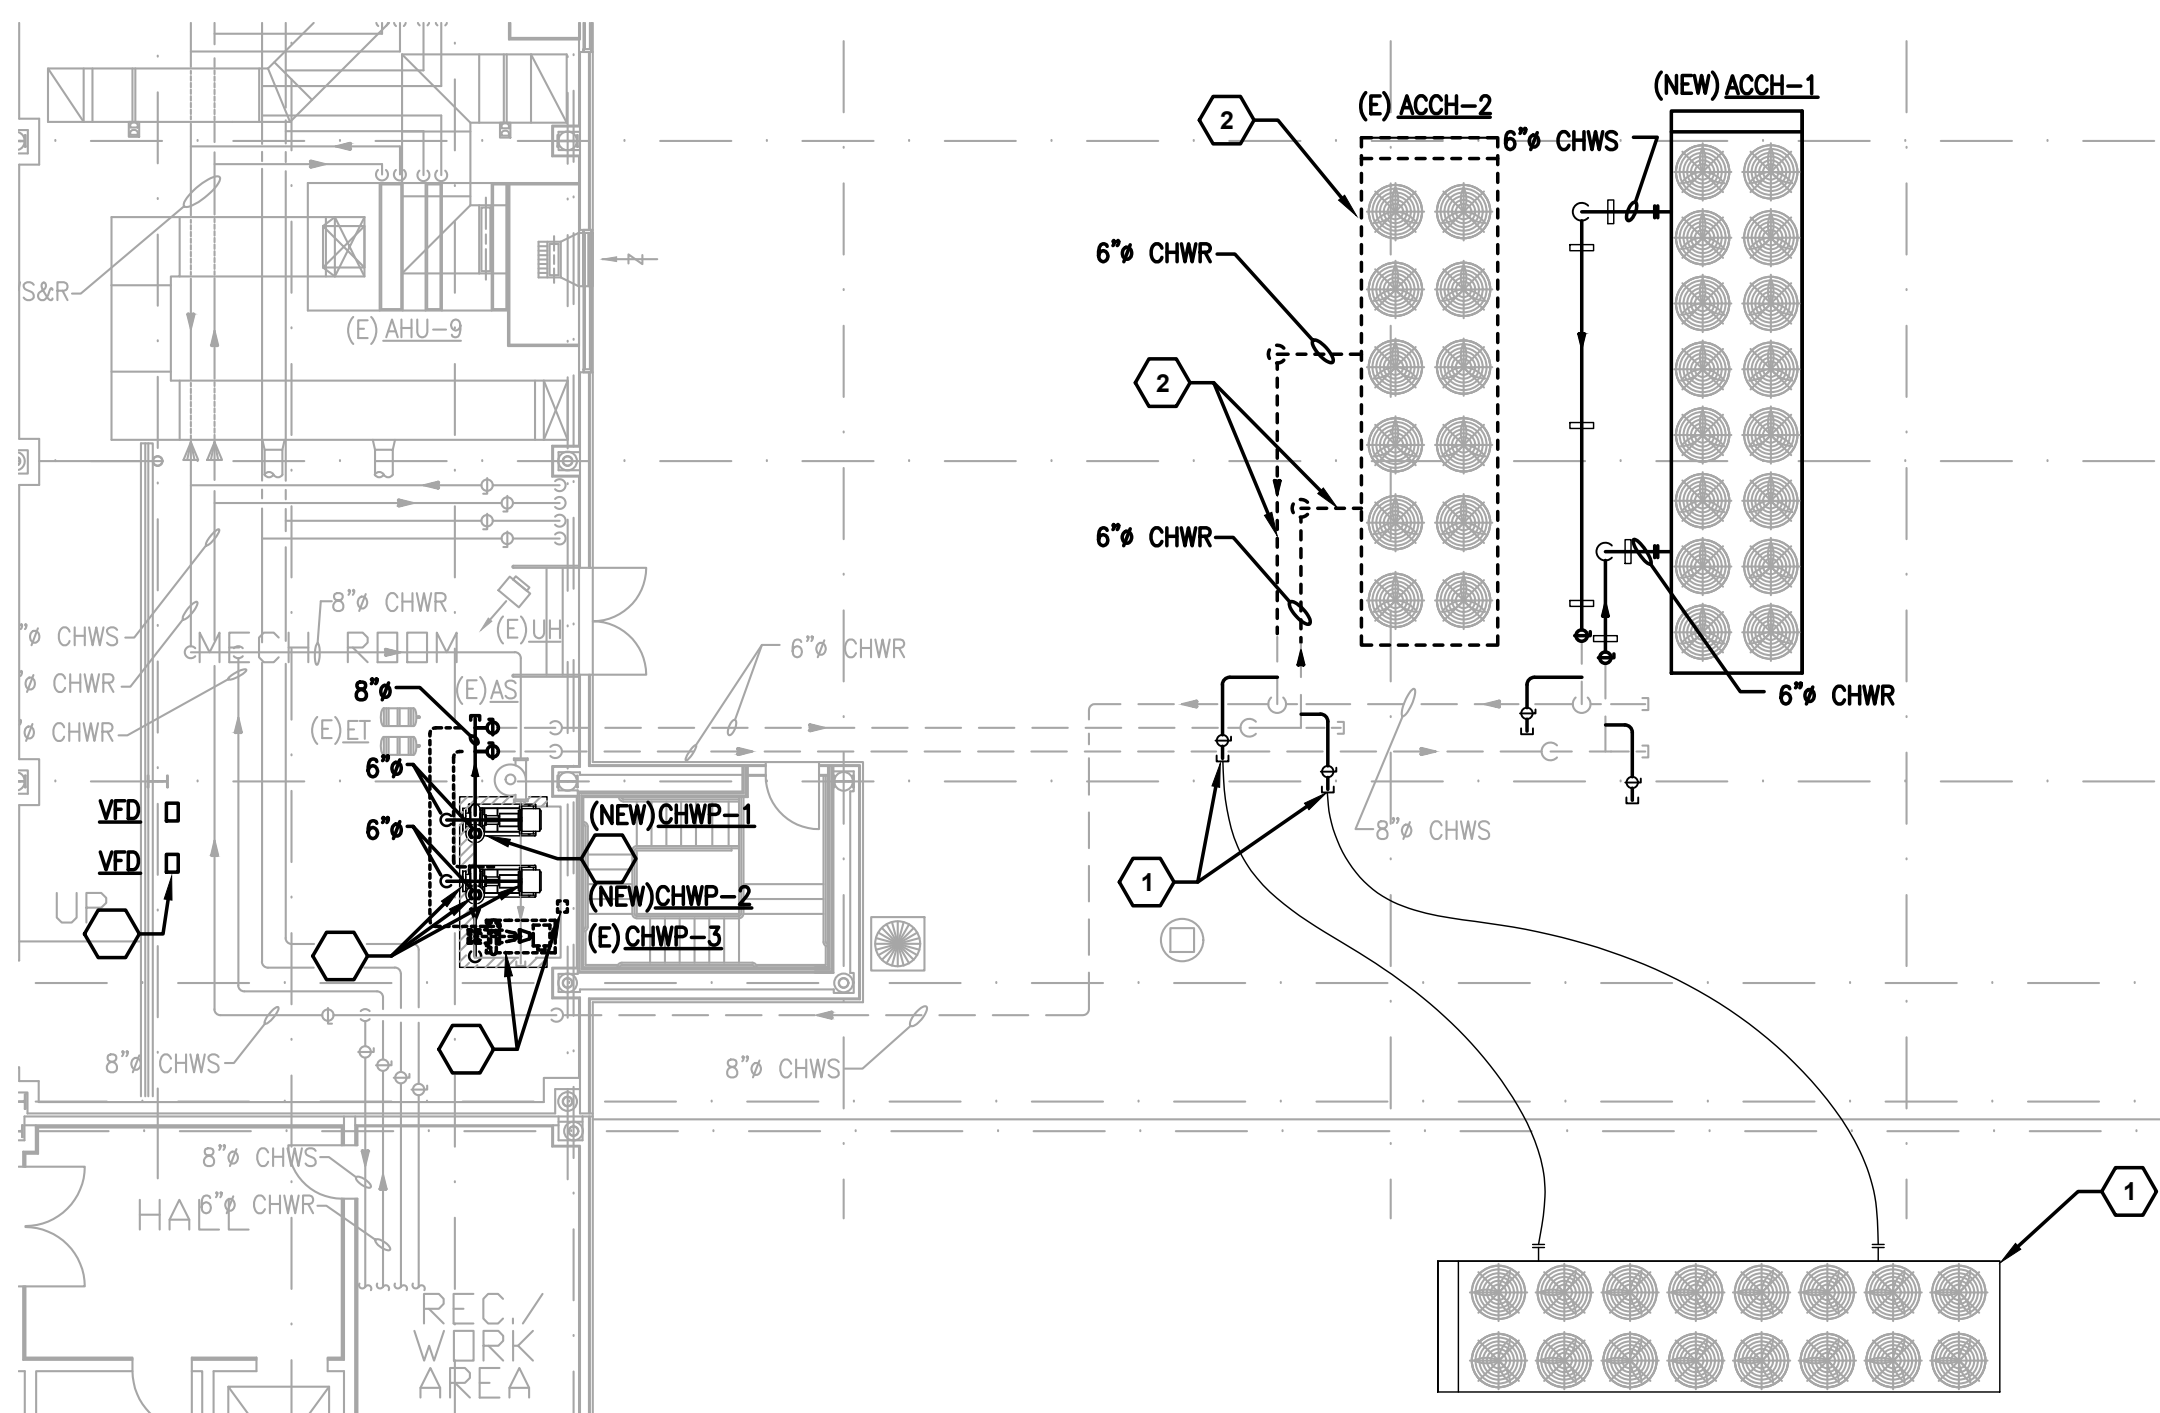 (NEW) ACCH-1
(E) ACCH-2
2
6"ø CHWS
6"ø CHWR
S&R
(E) AHU-9
2
6"ø CHWR
8"ø CHWR
(E) UH
"ø CHWS
MECH ROOM
6"ø CHWR
"ø CHWR
8"ø
(E) AS
6"ø CHWR
"ø CHWR
(E) ET
6"ø
VFD
(NEW) CHWP-1
6"ø
8"ø CHWS
VFD
1
UP
(NEW) CHWP-2
(E) CHWP-3
8"ø CHWS
8"ø CHWS
8"ø CHWS
6"ø CHWR
HALL
1
REC./
WORK
AREA